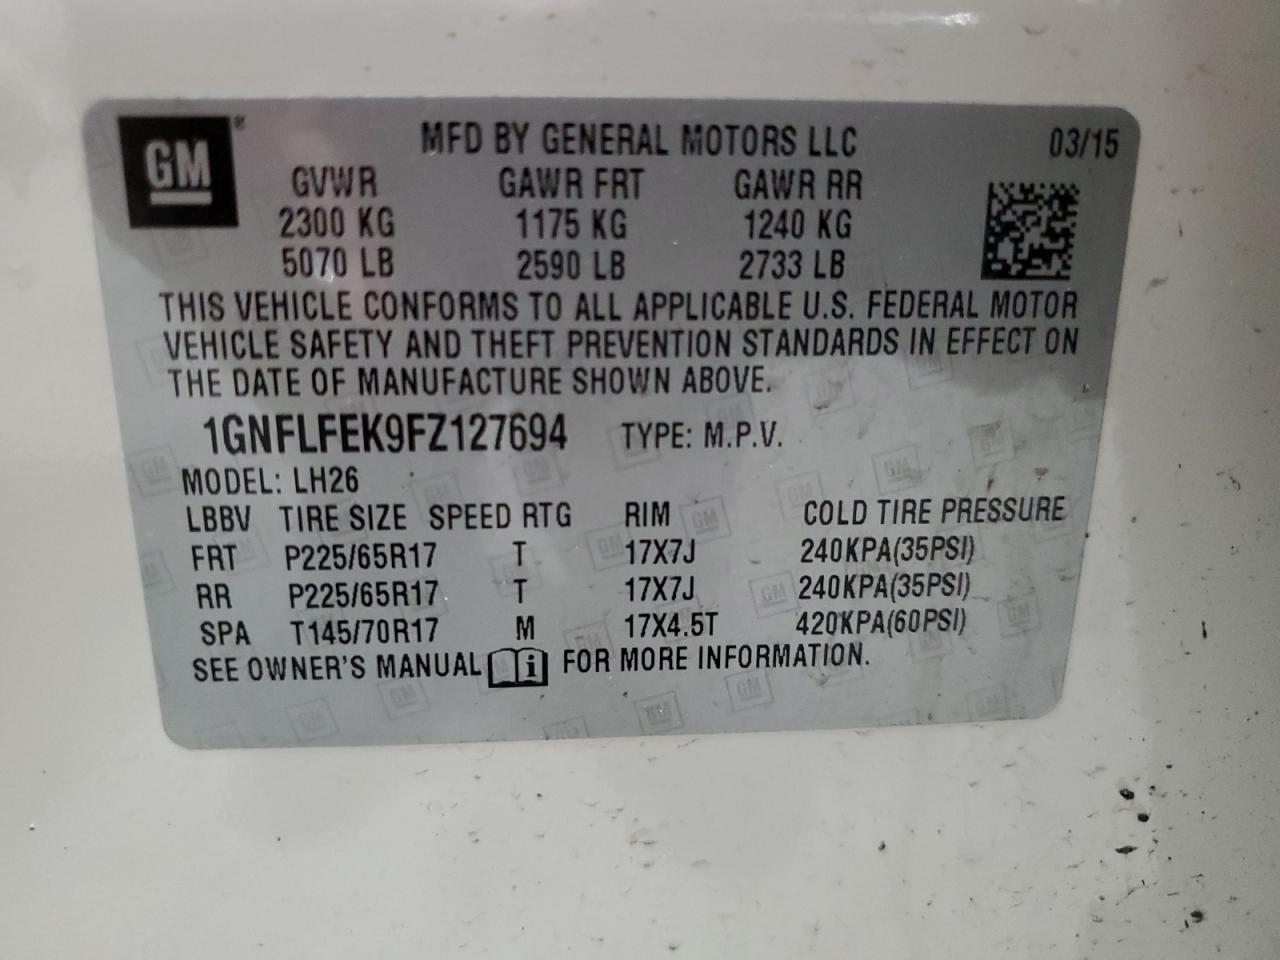 GM®
MFD BY GENERAL MOTORS LLC 03/15
GVWR GAWR FRT GAWR RR
2300 KG 1175 KG 1240 KG
5070 LB 2590 LB 2733 LB
THIS VEHICLE CONFORMS TO ALL APPLICABLE U.S. FEDERAL MOTOR
VEHICLE SAFETY AND THEFT PREVENTION STANDARDS IN EFFECT ON
THE DATE OF MANUFACTURE SHOWN ABOVE.
1GNFLFEK9FZ127694 TYPE: M.P.V.
MODEL: LH26
LBBV TIRE SIZE SPEED RTG RIM COLD TIRE PRESSURE
FRT P225/65R17 T 17X7J 240KPA(35PSI)
RR P225/65R17 T 17X7J 240KPA(35PSI)
SPA T145/70R17 M 17X4.5T 420KPA(60PSI)
SEE OWNER'S MANUAL i FOR MORE INFORMATION.